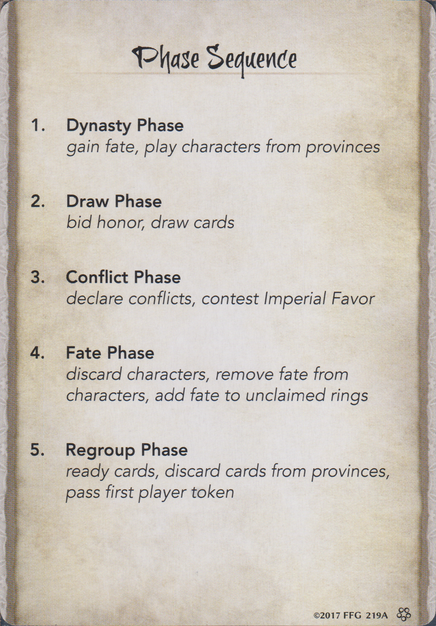 Phase Sequence
1. Dynasty Phase
gain fate, play characters from provinces
2. Draw Phase
bid honor, draw cards
3. Conflict Phase
declare conflicts, contest Imperial Favor
4. Fate Phase
discard characters, remove fate from
characters, add fate to unclaimed rings
5. Regroup Phase
ready cards, discard cards from provinces,
pass first player token
©2017 FFG 219A